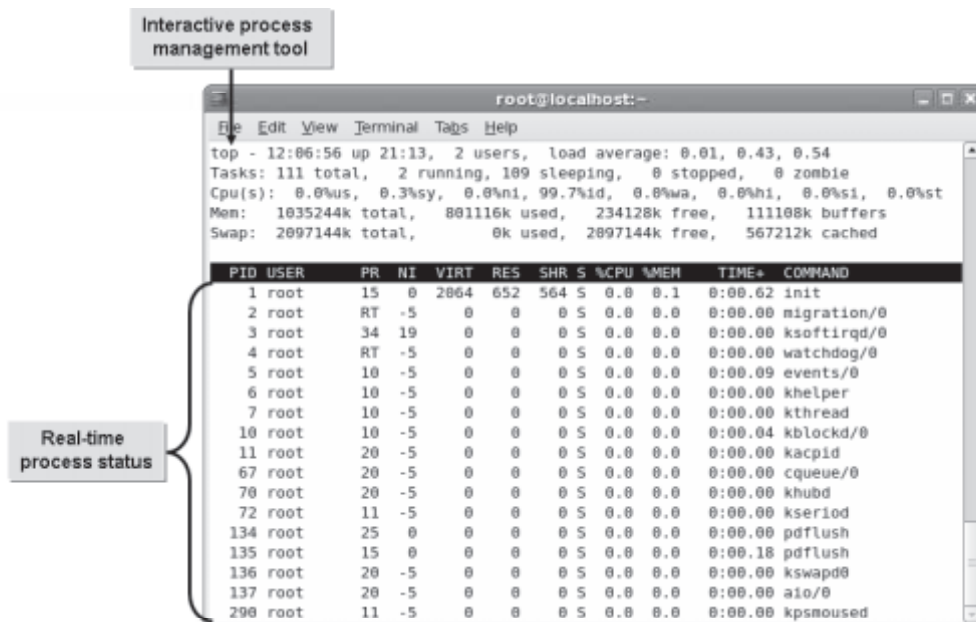 Interactive process
management tool
root@localhost:~
File Edit View Terminal Tabs Help
top - 12:06:56 up 21:13, 2 users, load average: 0.01, 0.43, 0.54
Tasks: 111 total, 2 running, 109 sleeping, 0 stopped, 0 zombie
Cpu(s): 0.0%us, 0.3%sy, 0.0%ni, 99.7%id, 0.0%wa, 0.0%hi, 0.0%si, 0.0%st
Mem: 1035244k total, 801116k used, 234128k free, 111108k buffers
Swap: 2097144k total, 0k used, 2097144k free, 567212k cached
PID USER PR NI VIRT RES SHR S %CPU %MEM TIME+ COMMAND
1 root 15 0 2064 652 564 S 0.0 0.1 0:00.62 init
2 root RT -5 0 0 0 S 0.0 0.0 0:00.00 migration/0
3 root 34 19 0 0 0 S 0.0 0.0 0:00.00 ksoftirqd/0
4 root RT -5 0 0 0 S 0.0 0.0 0:00.00 watchdog/0
5 root 10 -5 0 0 0 S 0.0 0.0 0:00.09 events/0
6 root 10 -5 0 0 0 S 0.0 0.0 0:00.00 khelper
7 root 10 -5 0 0 0 S 0.0 0.0 0:00.00 kthread
10 root 10 -5 0 0 0 S 0.0 0.0 0:00.04 kblockd/0
11 root 20 -5 0 0 0 S 0.0 0.0 0:00.00 kacpid
67 root 20 -5 0 0 0 S 0.0 0.0 0:00.00 cqueue/0
70 root 20 -5 0 0 0 S 0.0 0.0 0:00.00 khubd
72 root 11 -5 0 0 0 S 0.0 0.0 0:00.00 kseriod
134 root 25 0 0 0 0 S 0.0 0.0 0:00.00 pdflush
135 root 15 0 0 0 0 S 0.0 0.0 0:00.18 pdflush
136 root 20 -5 0 0 0 S 0.0 0.0 0:00.00 kswapd0
137 root 20 -5 0 0 0 S 0.0 0.0 0:00.00 aio/0
290 root 11 -5 0 0 0 S 0.0 0.0 0:00.00 kpsmoused
Real-time
process status